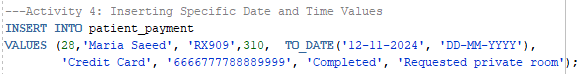 ---Activity 4: Inserting Specific Date and Time Values
INSERT INTO patient_payment
VALUES (28,'Maria Saeed', 'RX909',310,  TO_DATE('12-11-2024', 'DD-MM-YYYY'),
'Credit Card', '6666777788889999', 'Completed', 'Requested private room');